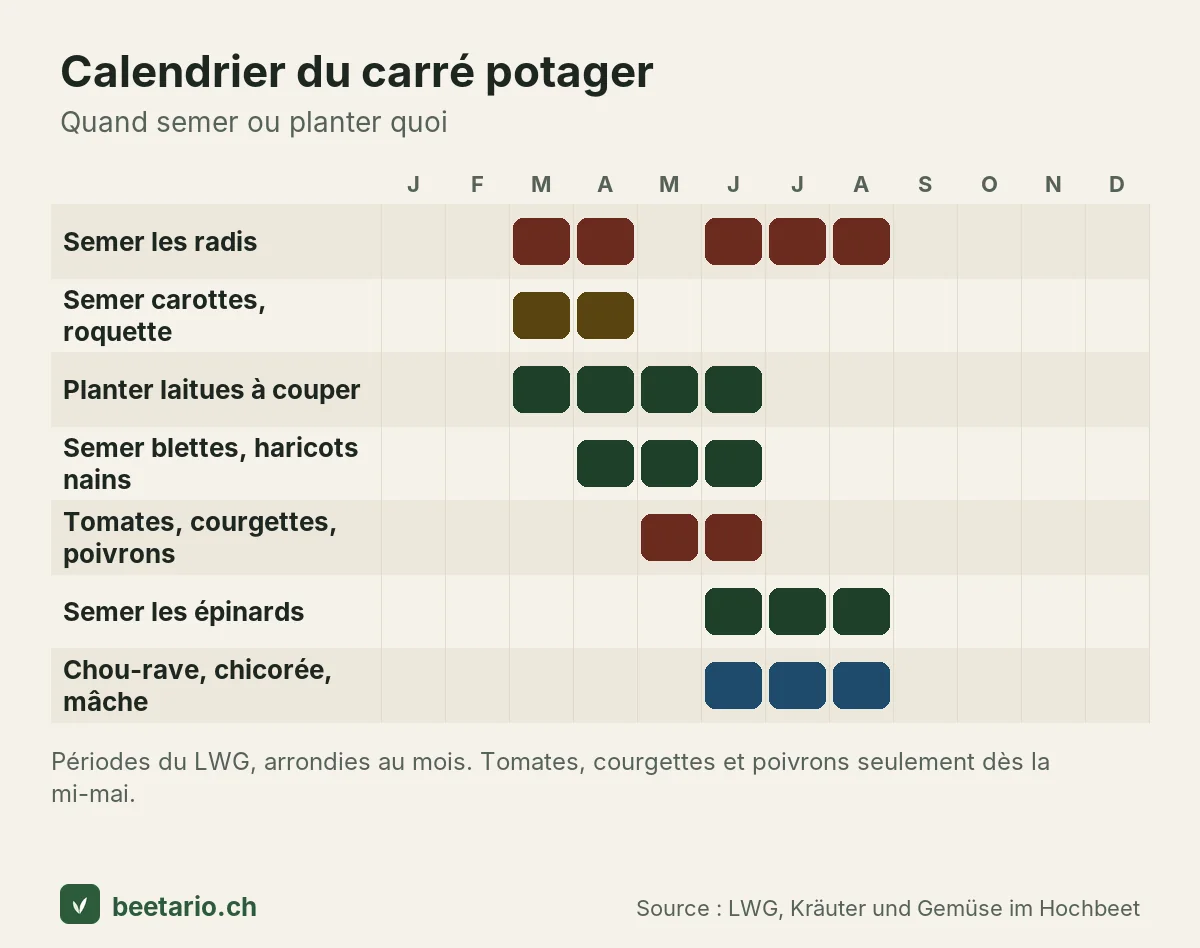 Calendrier du carré potager
Quand semer ou planter quoi
J F M A M J J A S O N D
Semer les radis
Semer carottes,
roquette
Planter laitues à couper
Semer blettes, haricots
nains
Tomates, courgettes,
poivrons
Semer les épinards
Chou-rave, chicorée,
mâche
Périodes du LWG, arrondies au mois. Tomates, courgettes et poivrons seulement dès la
mi-mai.
beetario.ch
Source : LWG, Kräuter und Gemüse im Hochbeet